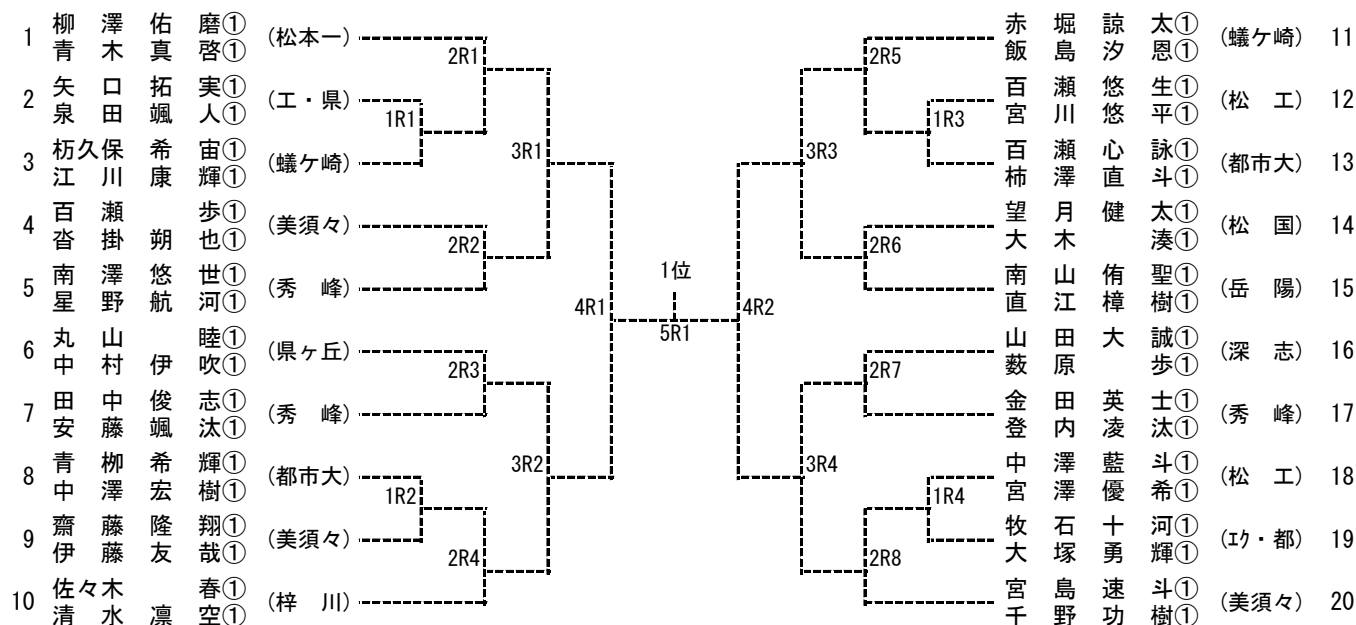 1 柳澤佑磨① (松本一)
青木真啓①
2 矢口拓実① (工・県)
泉田颯人①
3 杤久保希宙① (蟻ケ崎)
江川康輝①
4 百瀬歩① (美須々)
沓掛朔也①
5 南澤悠世① (秀峰)
星野航河①
6 丸山睦① (県ヶ丘)
中村伊吹①
7 田中俊志① (秀峰)
安藤颯汰①
8 青栁希輝① (都市大)
中澤宏樹①
9 齋藤隆翔① (美須々)
伊藤友哉①
10 佐々木春① (梓川)
清水凛空①
2R1
1R1
3R1
2R2
4R1
2R3
3R2
1R2
2R4
1位
5R1
2R5
1R3
3R3
2R6
4R2
2R7
3R4
1R4
2R8
赤堀諒太① (蟻ケ崎) 11
飯島汐恩①
百瀬悠生① (松工) 12
宮川悠平①
百瀬心詠① (都市大) 13
柿澤直斗①
望月健太① (松国) 14
大木湊①
南山侑聖① (岳陽) 15
直江樟樹①
山田大誠① (深志) 16
薮原歩①
金田英士① (秀峰) 17
登内凌汰①
中澤藍斗① (松工) 18
宮澤優希①
牧石十河① (ｴｸ・都) 19
大塚勇輝①
宮島速斗① (美須々) 20
千野功樹①